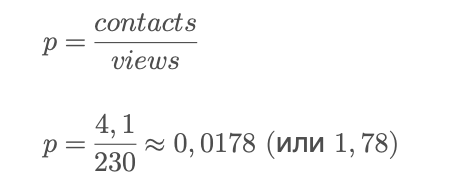 p = contacts / views
p = 4,1 / 230 ≈ 0,0178 (или 1,78)